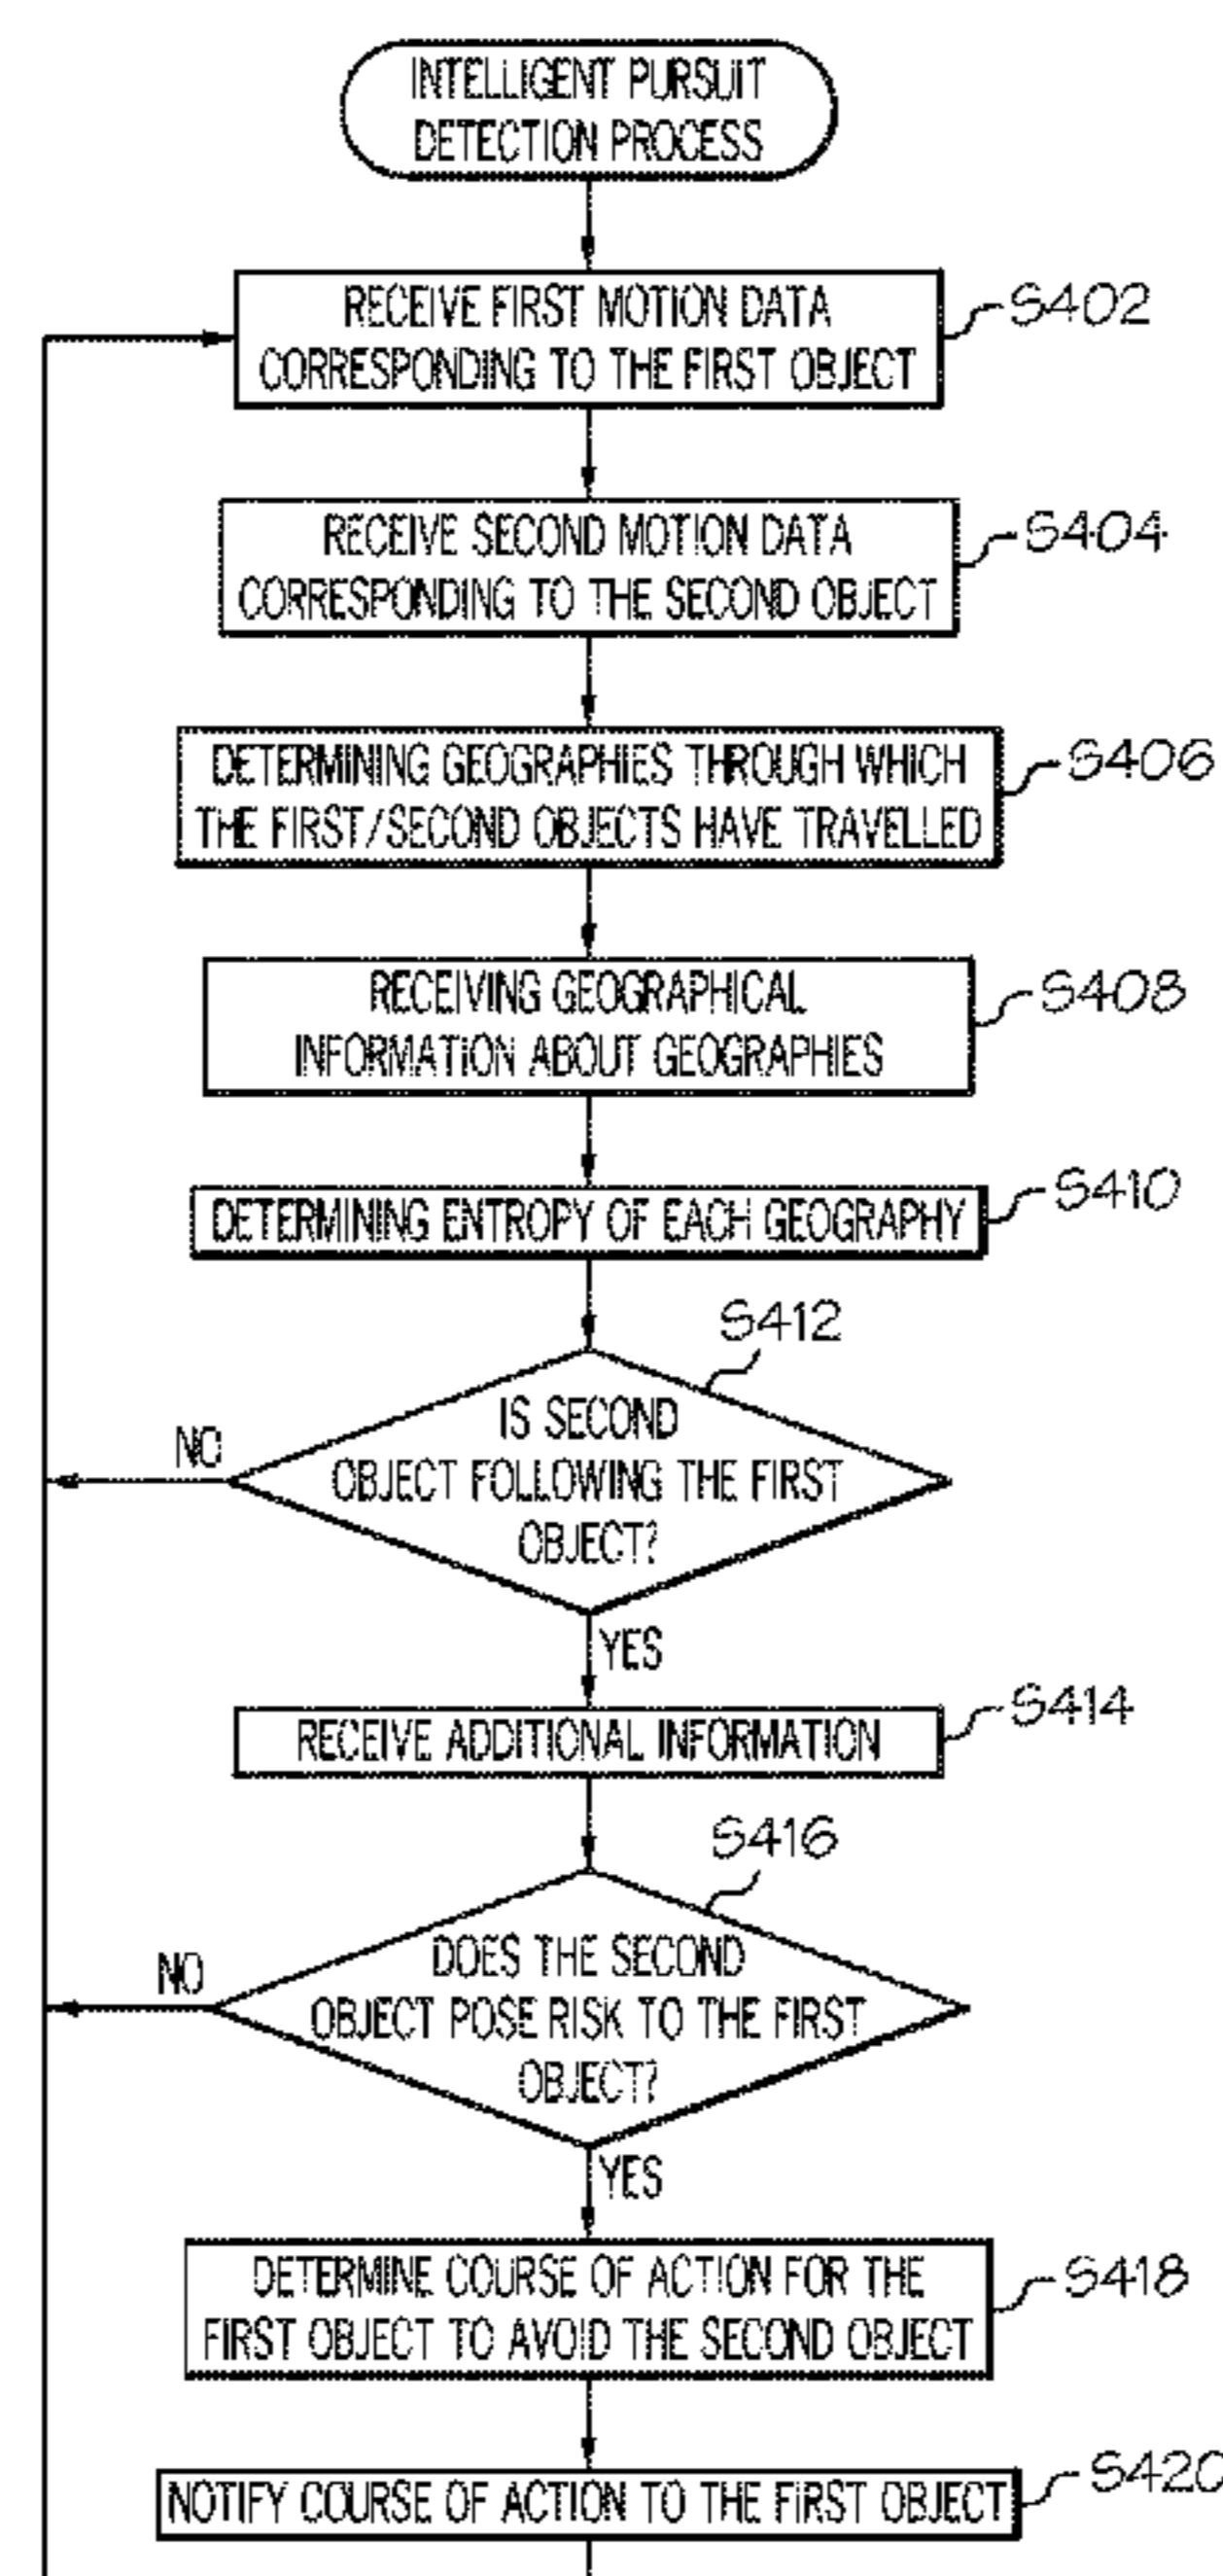 INTELLIGENT PURSUIT
DETECTION PROCESS
RECEIVE FIRST MOTION DATA
CORRESPONDING TO THE FIRST OBJECT
S402
RECEIVE SECOND MOTION DATA
CORRESPONDING TO THE SECOND OBJECT
S404
DETERMINING GEOGRAPHIES THROUGH WHICH
THE FIRST/SECOND OBJECTS HAVE TRAVELLED
S406
RECEIVING GEOGRAPHICAL
INFORMATION ABOUT GEOGRAPHIES
S408
DETERMINING ENTROPY OF EACH GEOGRAPHY
S410
S412
IS SECOND
OBJECT FOLLOWING THE FIRST
OBJECT?
NO
YES
RECEIVE ADDITIONAL INFORMATION
S414
S416
DOES THE SECOND
OBJECT POSE RISK TO THE FIRST
OBJECT?
NO
YES
DETERMINE COURSE OF ACTION FOR THE
FIRST OBJECT TO AVOID THE SECOND OBJECT
S418
NOTIFY COURSE OF ACTION TO THE FIRST OBJECT
S420